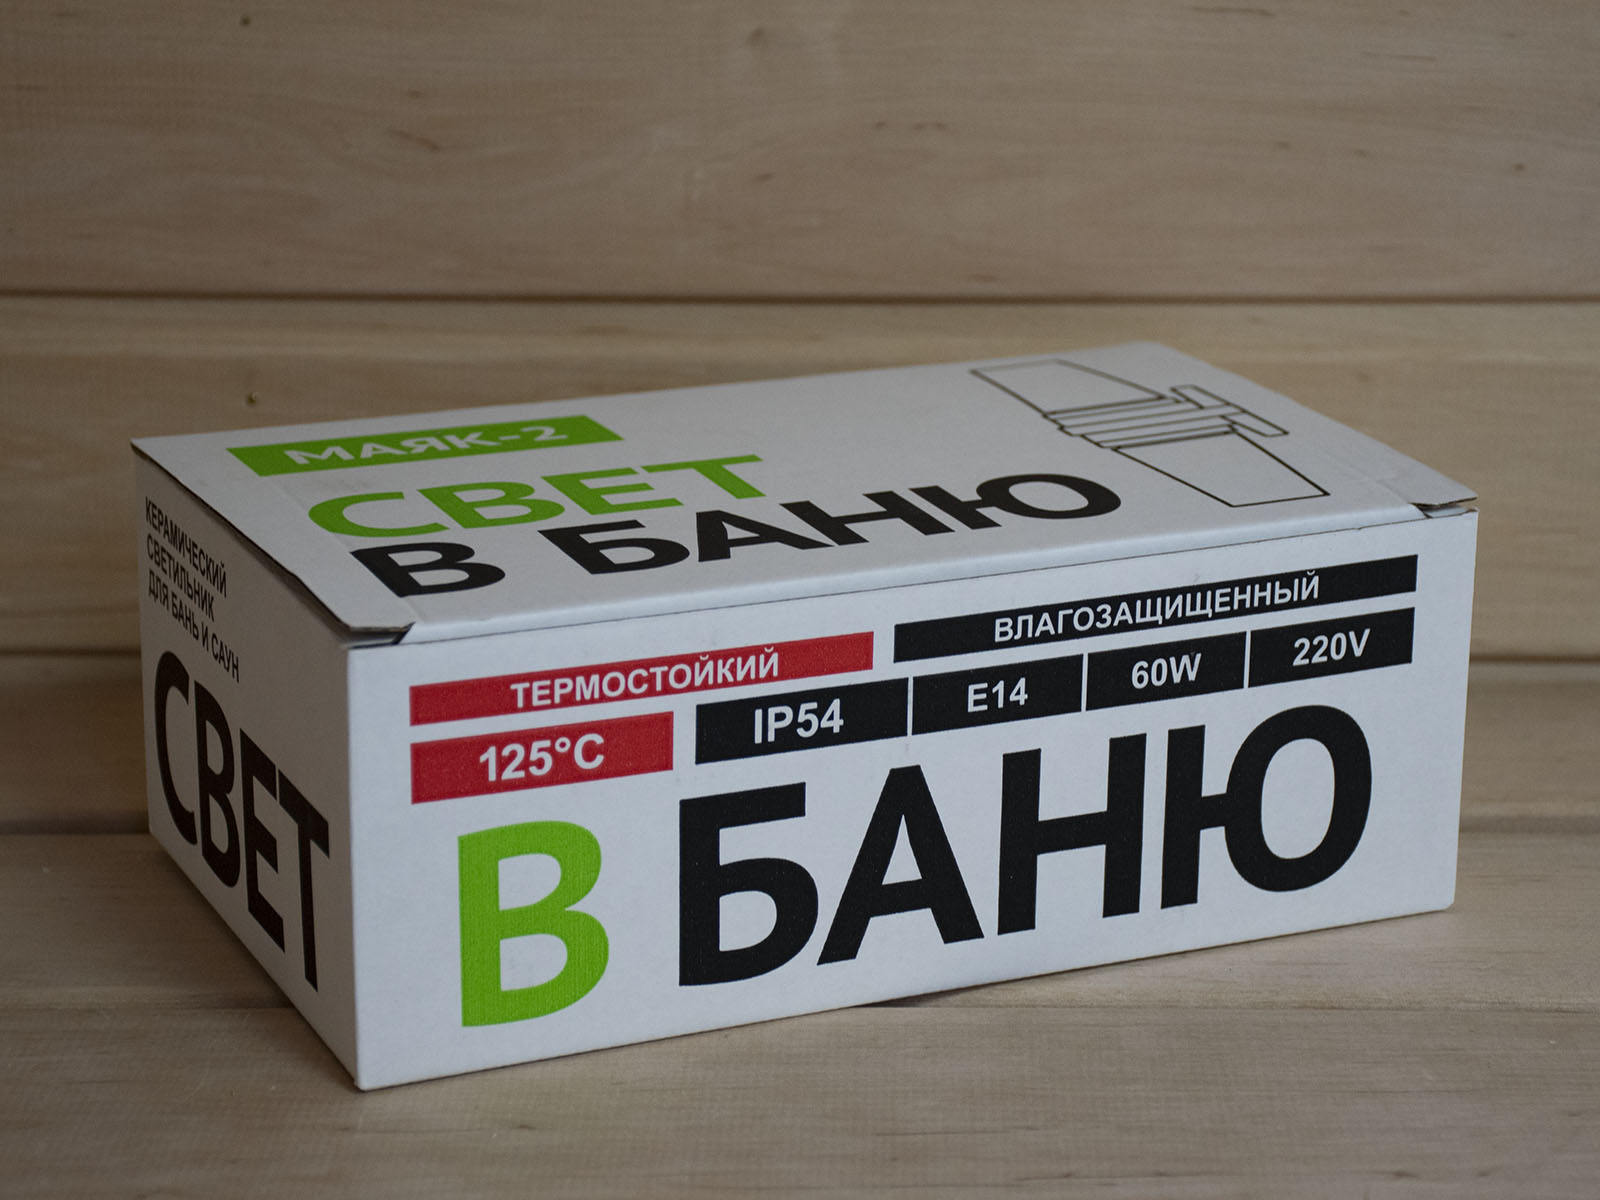 МАЯК-2
СВЕТ
В БАНЮ
КЕРАМИЧЕСКИЙ
СВЕТИЛЬНИК
ДЛЯ БАНЬ И САУН
СВЕТ
ТЕРМОСТОЙКИЙ
ВЛАГОЗАЩИЩЕННЫЙ
125°C IP54 E14 60W 220V
В БАНЮ